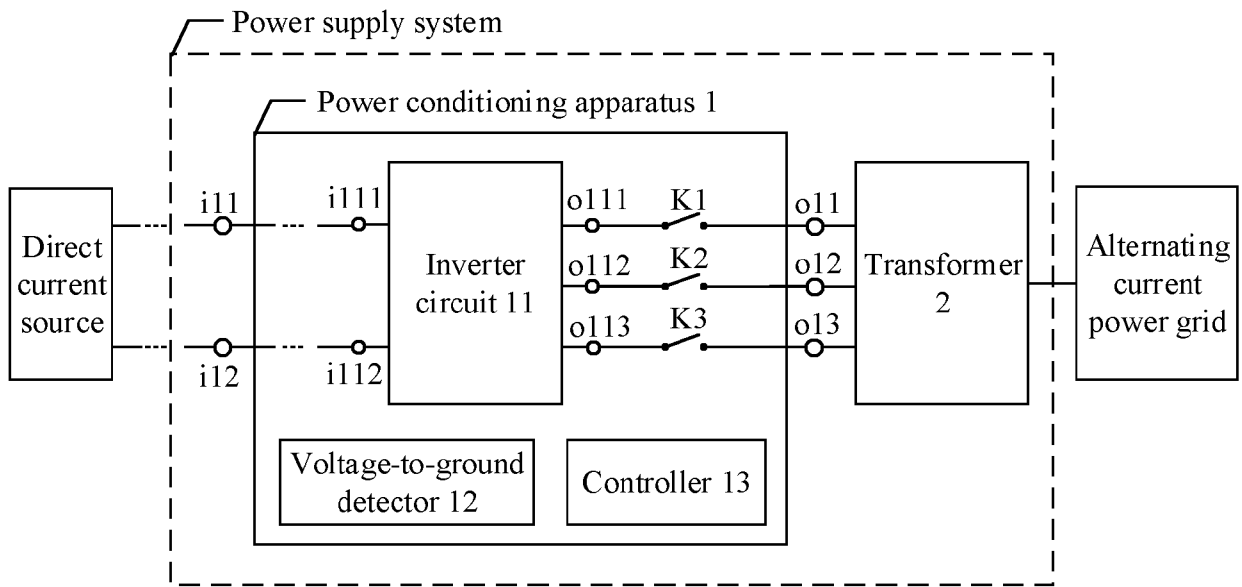 Power supply system
Power conditioning apparatus 1
Direct
current
source
i11
i12
i111
i112
Inverter
circuit 11
o111
o112
o113
K1
K2
K3
o11
o12
o13
Transformer
2
Alternating
current
power grid
Voltage-to-ground
detector 12
Controller 13